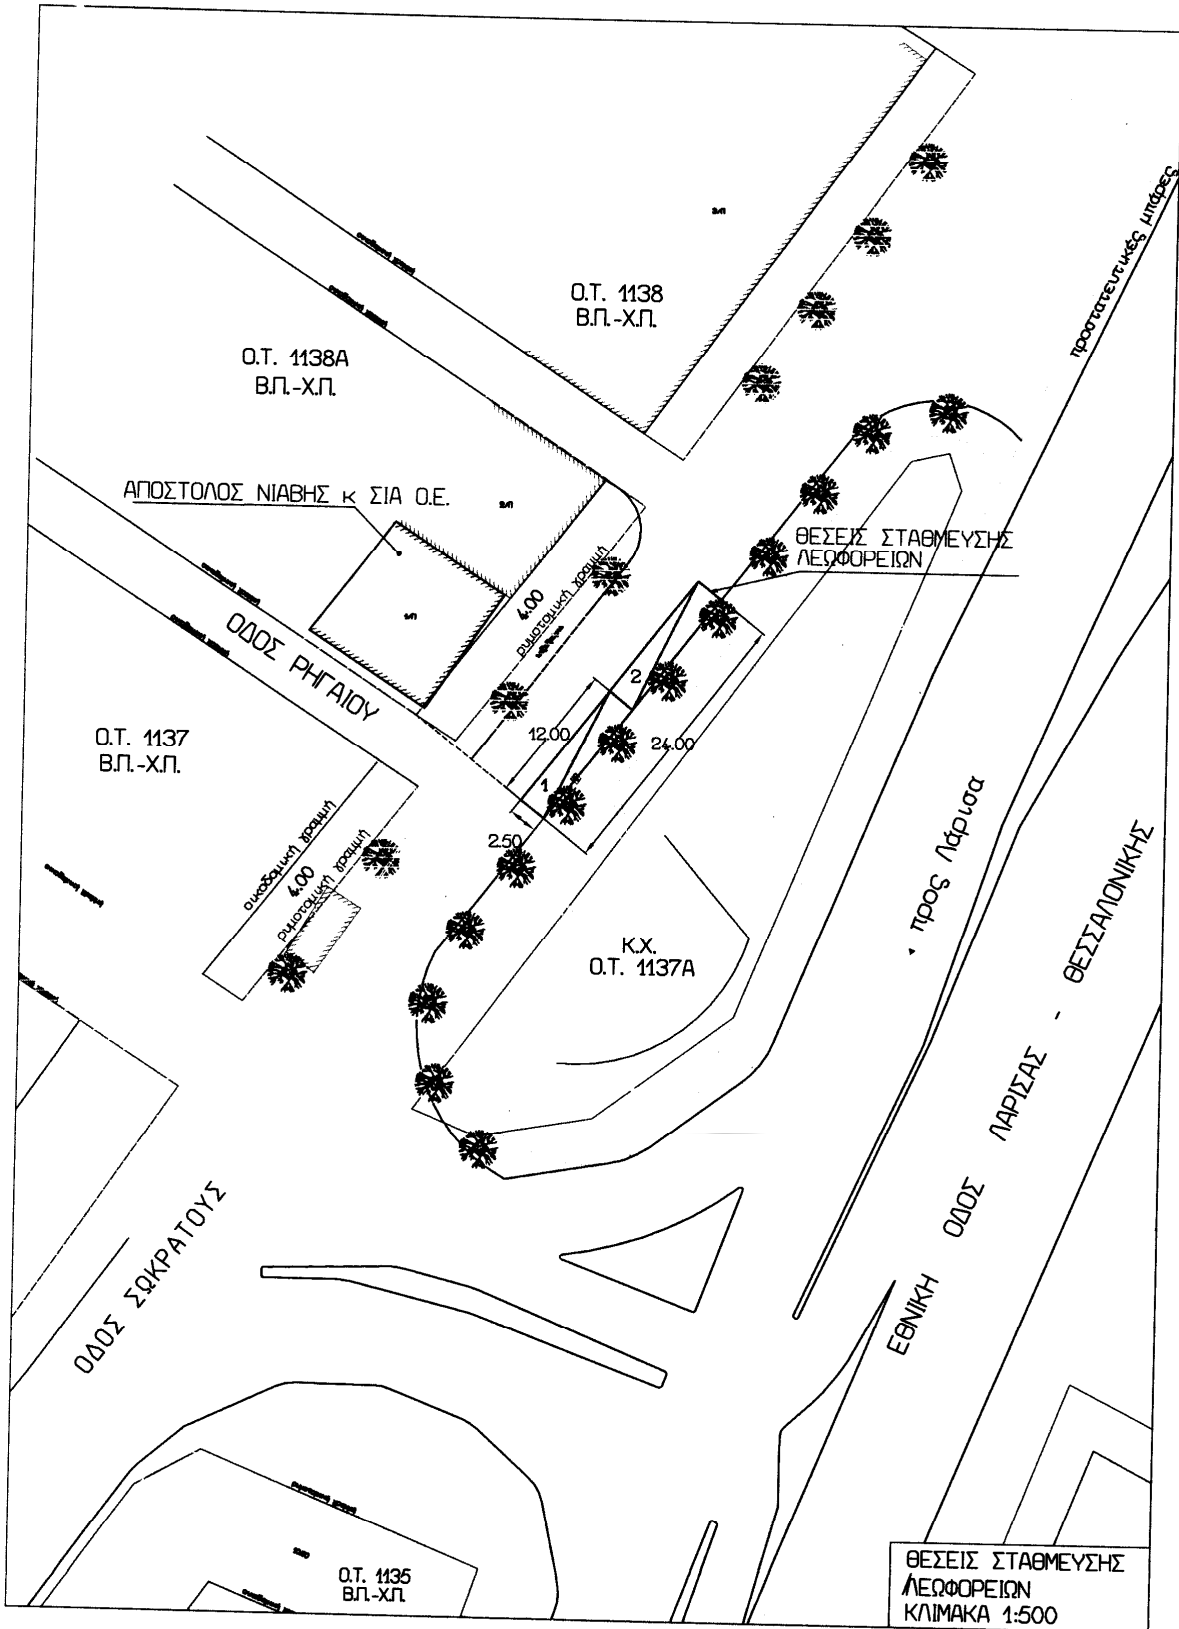 προστατευτικές μπάρες
Ο.Τ. 1138
Β.Π.-Χ.Π.
Ο.Τ. 1138Α
Β.Π.-Χ.Π.
ΑΠΟΣΤΟΛΟΣ ΝΙΑΒΗΣ κ ΣΙΑ Ο.Ε.
ΘΕΣΕΙΣ ΣΤΑΘΜΕΥΣΗΣ
ΛΕΩΦΟΡΕΙΩΝ
4.00
ρυμοτομική γραμμή
ΟΔΟΣ ΡΗΓΑΙΟΥ
2
12.00
24.00
1
2.50
Ο.Τ. 1137
Β.Π.-Χ.Π.
οικοδομική γραμμή
4.00
ρυμοτομική γραμμή
προς Λάρισα
Κ.Χ.
Ο.Τ. 1137Α
ΕΘΝΙΚΗ ΟΔΟΣ ΛΑΡΙΣΑΣ - ΘΕΣΣΑΛΟΝΙΚΗΣ
ΟΔΟΣ ΣΩΚΡΑΤΟΥΣ
Ο.Τ. 1135
Β.Π.-Χ.Π.
ΘΕΣΕΙΣ ΣΤΑΘΜΕΥΣΗΣ
ΛΕΩΦΟΡΕΙΩΝ
ΚΛΙΜΑΚΑ 1:500